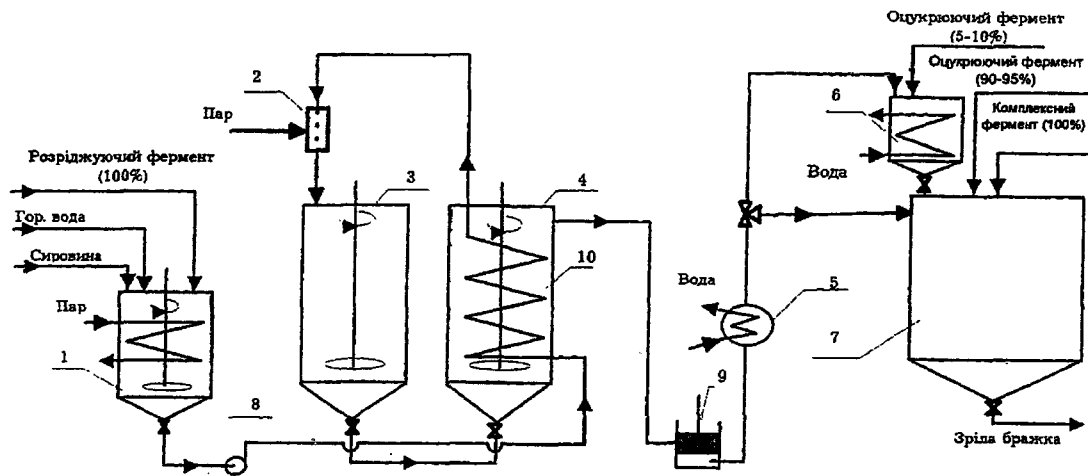 Оцукрюючий фермент
(5-10%)
Оцукрюючий фермент
(90-95%)
Комплексний
фермент (100%)
2
Пар
6
Розріджуючий фермент
(100%)
3
4
Вода
Гор. вода
Сировина
10
Вода
5
Пар
7
1
9
8
Зріла бражка